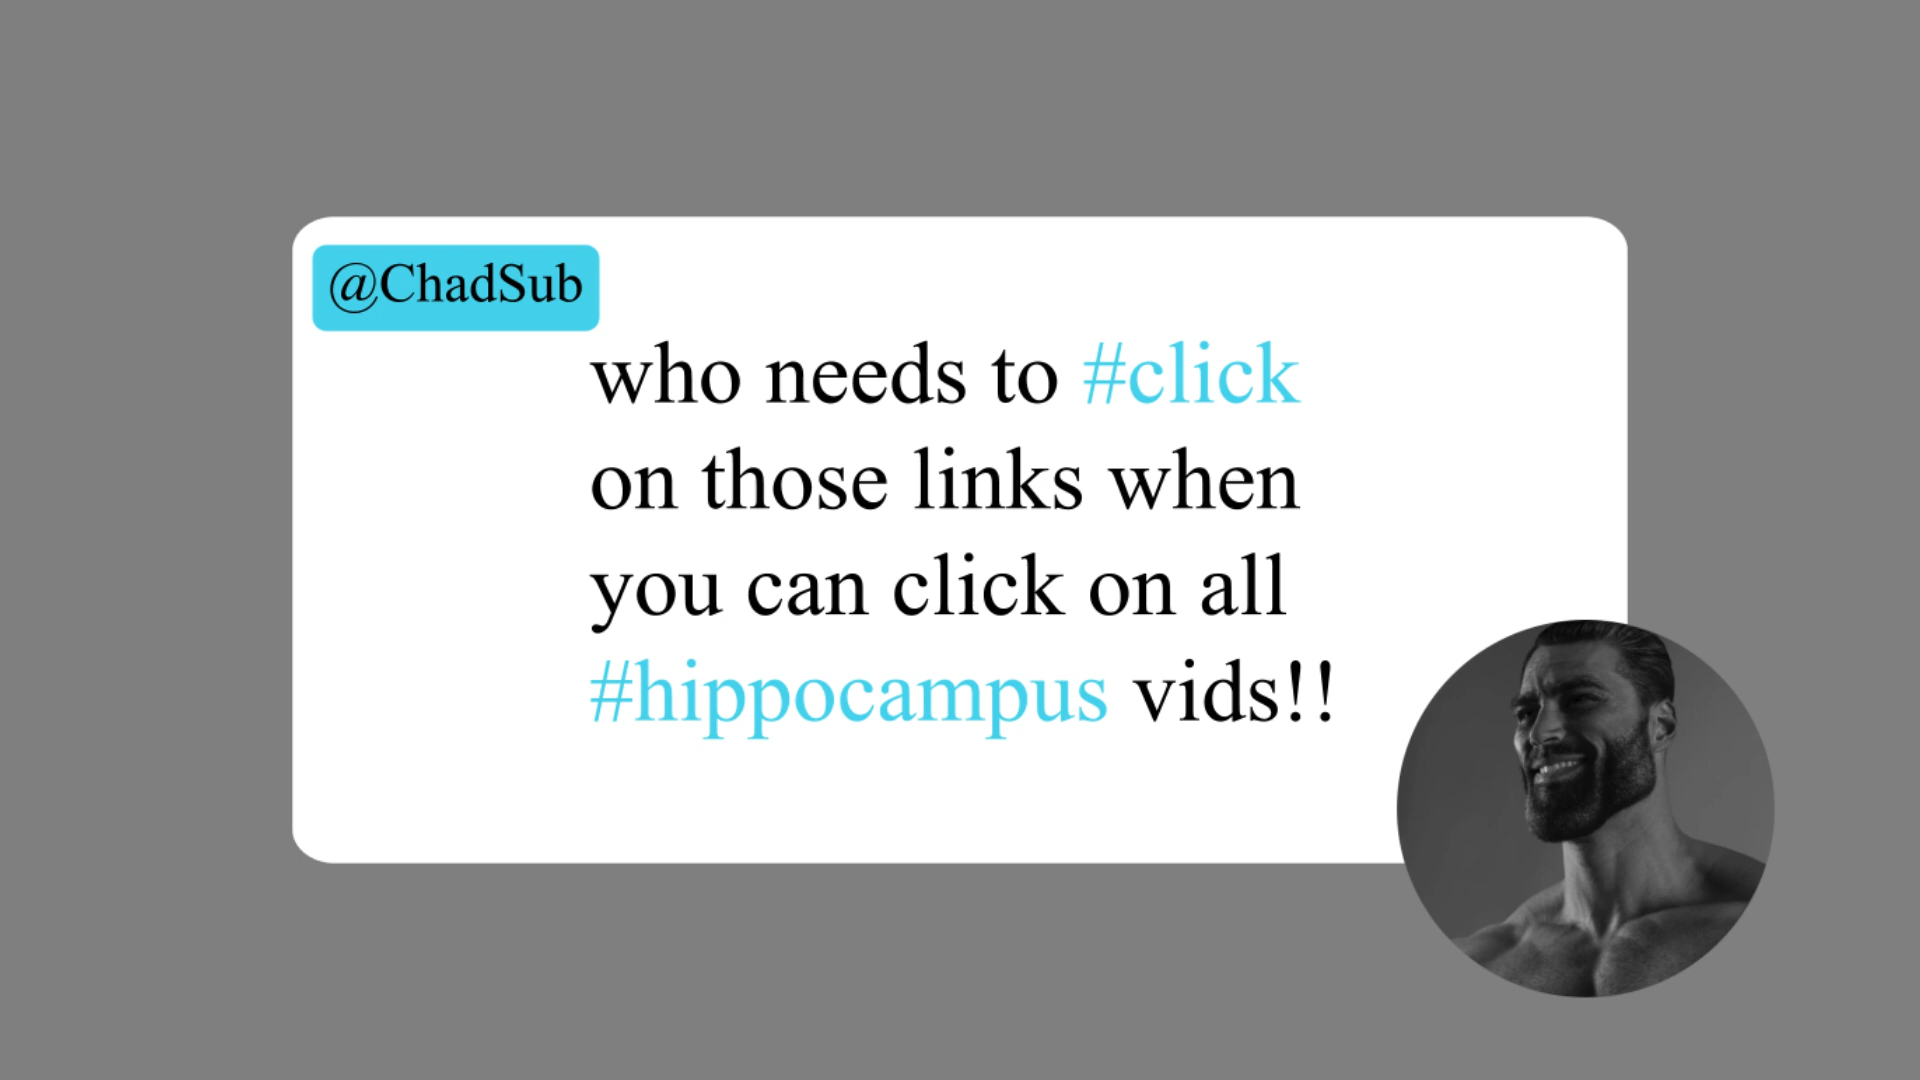 @ChadSub
who needs to #click
on those links when
you can click on all
#hippocampus vids!!